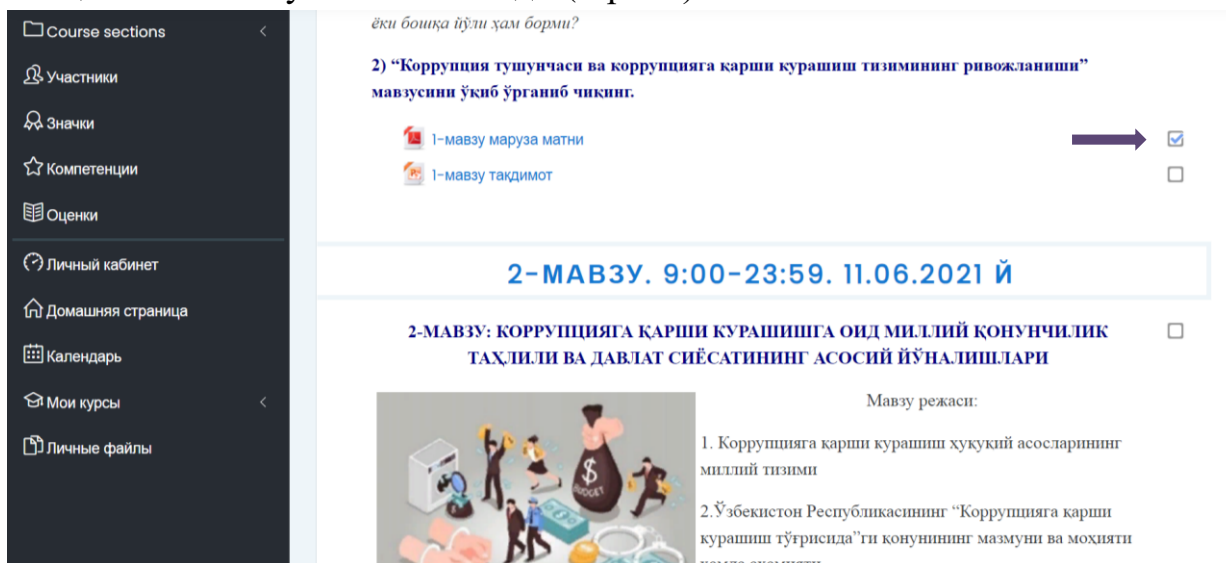 Course sections
Участники
Значки
Компетенции
Оценки
Личный кабинет
Домашняя страница
Календарь
Мои курсы
Личные файлы
ёки бошқа йўли ҳам борми?
2) “Коррупция тушунчаси ва коррупцияга қарши курашиш тизимининг ривожланиши”
мавзусини ўқиб ўрганиб чиқинг.
1-мавзу маруза матни
1-мавзу тақдимот
2-МАВЗУ. 9:00-23:59. 11.06.2021 Й
2-МАВЗУ: КОРРУПЦИЯГА ҚАРШИ КУРАШИШГА ОИД МИЛЛИЙ ҚОНУНЧИЛИК
ТАҲЛИЛИ ВА ДАВЛАТ СИЁСАТИНИНГ АСОСИЙ ЙЎНАЛИШЛАРИ
$
BUDGET
Мавзу режаси:
1. Коррупцияга қарши курашиш ҳуқуқий асосларининг
миллий тизими
2.Ўзбекистон Республикасининг “Коррупцияга қарши
курашиш тўғрисида”ги қонунининг мазмуни ва моҳияти